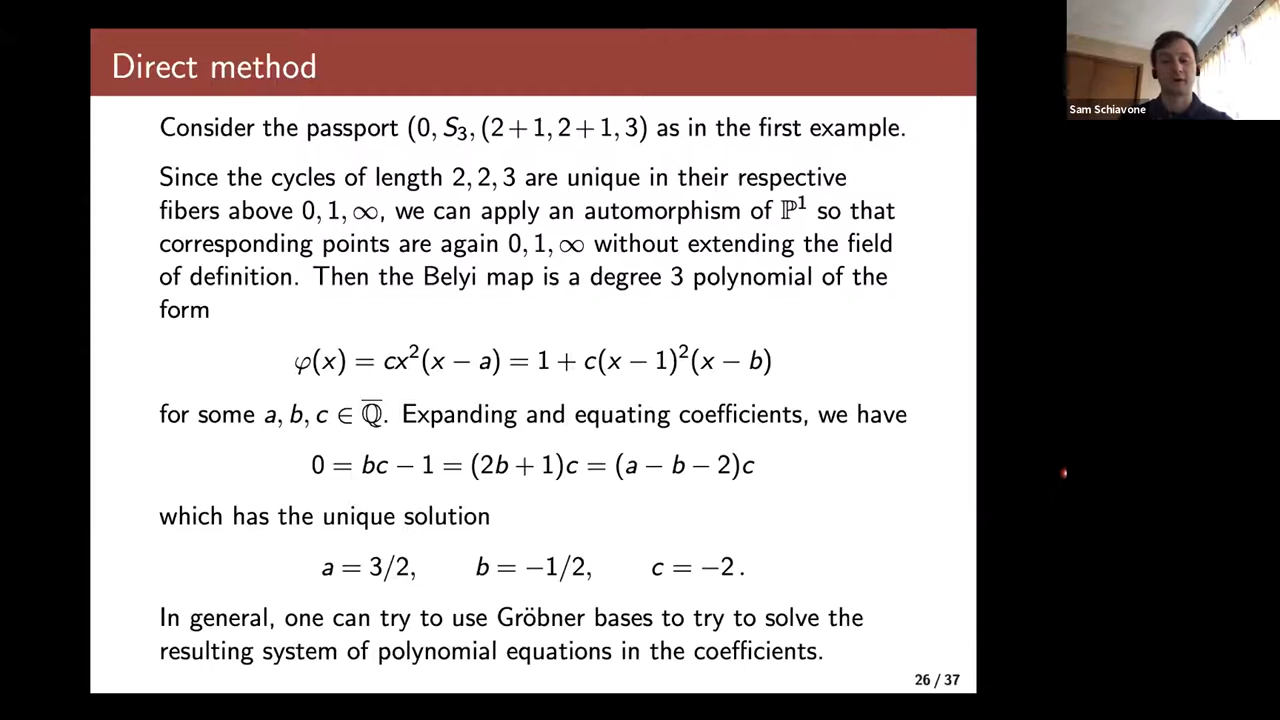 Direct method
Consider the passport (0, S₃, (2 + 1, 2 + 1, 3) as in the first example.
Since the cycles of length 2, 2, 3 are unique in their respective
fibers above 0, 1, ∞, we can apply an automorphism of ℙ¹ so that
corresponding points are again 0, 1, ∞ without extending the field
of definition. Then the Belyi map is a degree 3 polynomial of the
form
φ(x) = cx²(x − a) = 1 + c(x − 1)²(x − b)
for some a, b, c ∈ ℚ̅. Expanding and equating coefficients, we have
0 = bc − 1 = (2b + 1)c = (a − b − 2)c
which has the unique solution
a = 3/2, b = −1/2, c = −2.
In general, one can try to use Gröbner bases to try to solve the
resulting system of polynomial equations in the coefficients.
26 / 37
Sam Schiavone